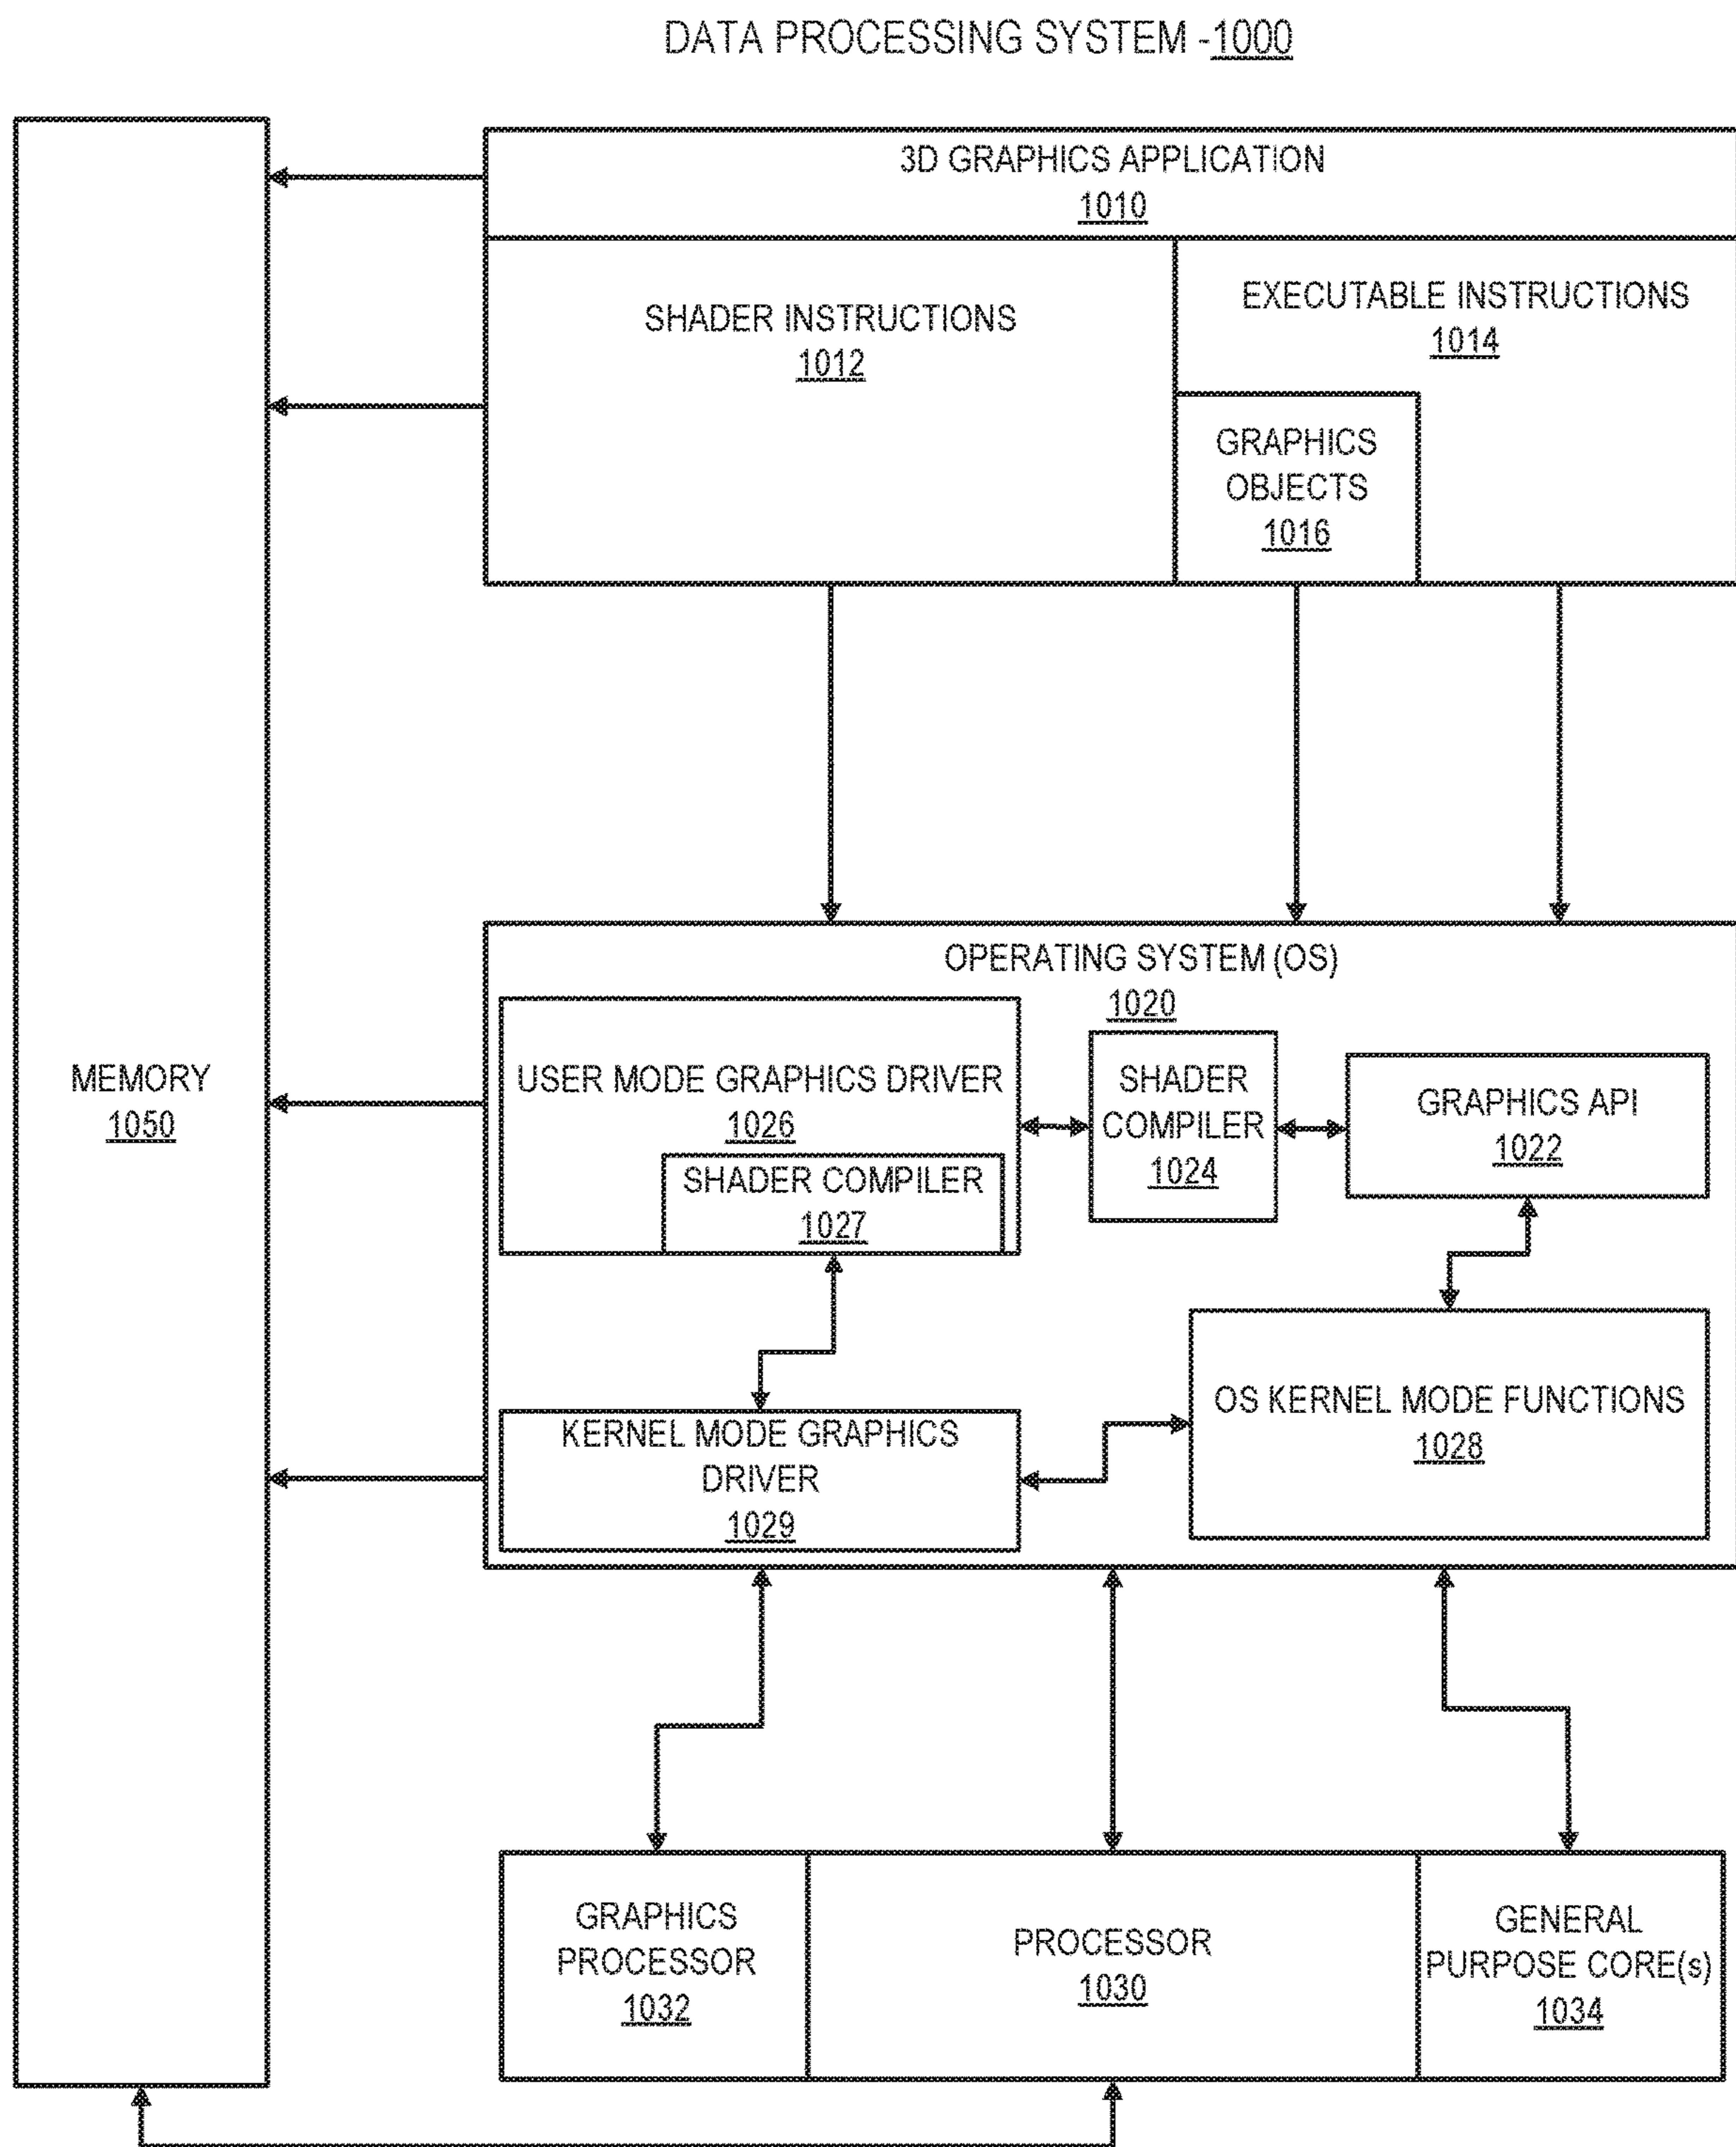 DATA PROCESSING SYSTEM -1000
3D GRAPHICS APPLICATION
1010
SHADER INSTRUCTIONS
1012
EXECUTABLE INSTRUCTIONS
1014
GRAPHICS
OBJECTS
1016
MEMORY
1050
OPERATING SYSTEM (OS)
1020
USER MODE GRAPHICS DRIVER
1026
SHADER COMPILER
1027
SHADER
COMPILER
1024
GRAPHICS API
1022
KERNEL MODE GRAPHICS
DRIVER
1029
OS KERNEL MODE FUNCTIONS
1028
GRAPHICS
PROCESSOR
1032
PROCESSOR
1030
GENERAL
PURPOSE CORE(s)
1034